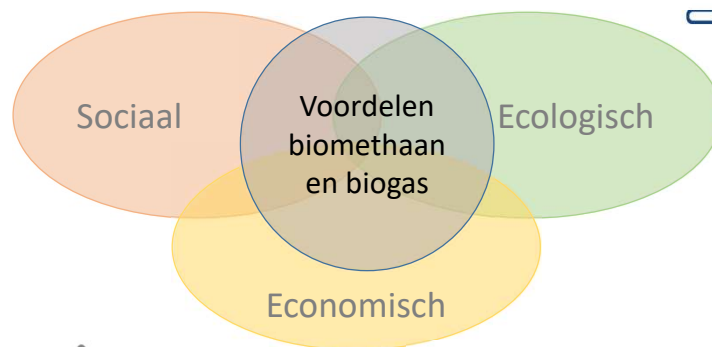 Sociaal
Voordelen
biomethaan
en biogas
Ecologisch
Economisch